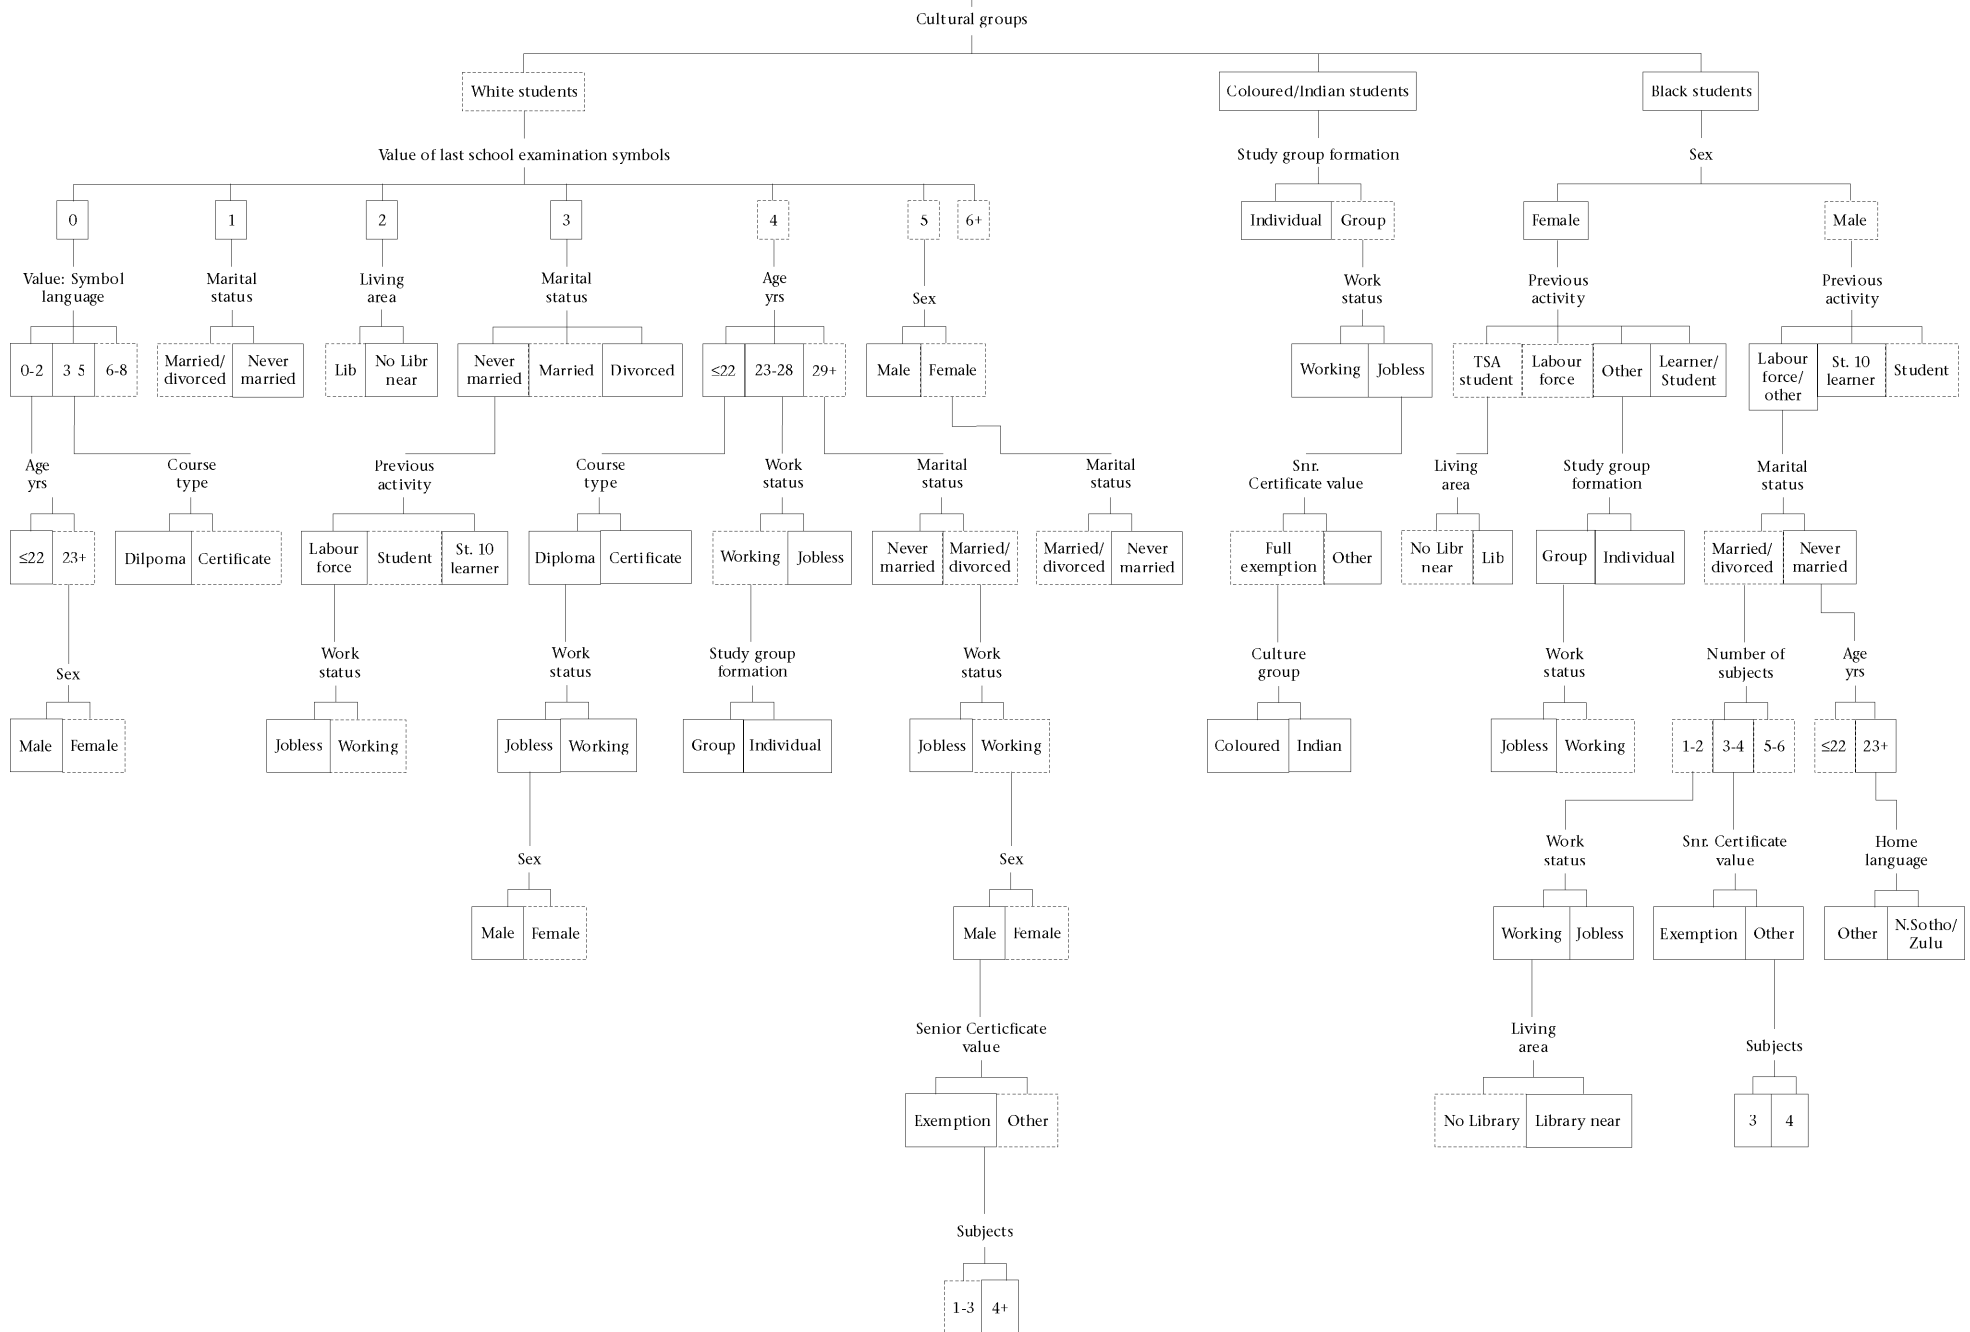 Cultural groups
White students
Coloured/Indian students
Black students
Value of last school examination symbols
Study group formation
Sex
0
1
2
3
4
5
6+
Individual
Group
Female
Male
Value: Symbol
language
Marital
status
Living
area
Marital
status
Age
yrs
Sex
Work
status
Previous
activity
Previous
activity
0-2
3 5
6-8
Married/
divorced
Never
married
Lib
No Libr
near
Never
married
Married
Divorced
≤22
23-28
29+
Male
Female
Working
Jobless
TSA
student
Labour
force
Other
Learner/
Student
Labour
force/
other
St. 10
learner
Student
Age
yrs
Course
type
Previous
activity
Course
type
Work
status
Marital
status
Marital
status
Snr.
Certificate value
Living
area
Study group
formation
Marital
status
≤22
23+
Dilpoma
Certificate
Labour
force
Student
St. 10
learner
Diploma
Certificate
Working
Jobless
Never
married
Married/
divorced
Married/
divorced
Never
married
Full
exemption
Other
No Libr
near
Lib
Group
Individual
Married/
divorced
Never
married
Sex
Work
status
Work
status
Study group
formation
Work
status
Culture
group
Work
status
Number of
subjects
Age
yrs
Male
Female
Jobless
Working
Jobless
Working
Group
Individual
Jobless
Working
Coloured
Indian
Jobless
Working
1-2
3-4
5-6
≤22
23+
Sex
Sex
Work
status
Snr. Certificate
value
Home
language
Male
Female
Male
Female
Working
Jobless
Exemption
Other
Other
N.Sotho/
Zulu
Senior Certicficate
value
Living
area
Subjects
Exemption
Other
No Library
Library near
3
4
Subjects
1-3
4+